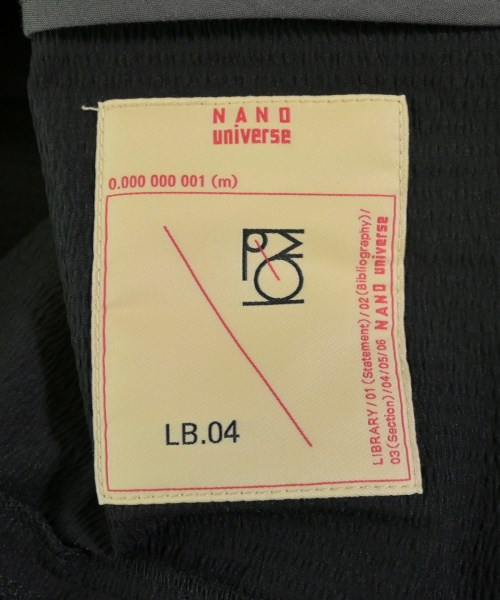 NANO
universe
0.000 000 001 (m)
LB.04
LIBRARY/01(Statement)/02(Bibliography)/
03(Section)/04/05/06 NANO universe